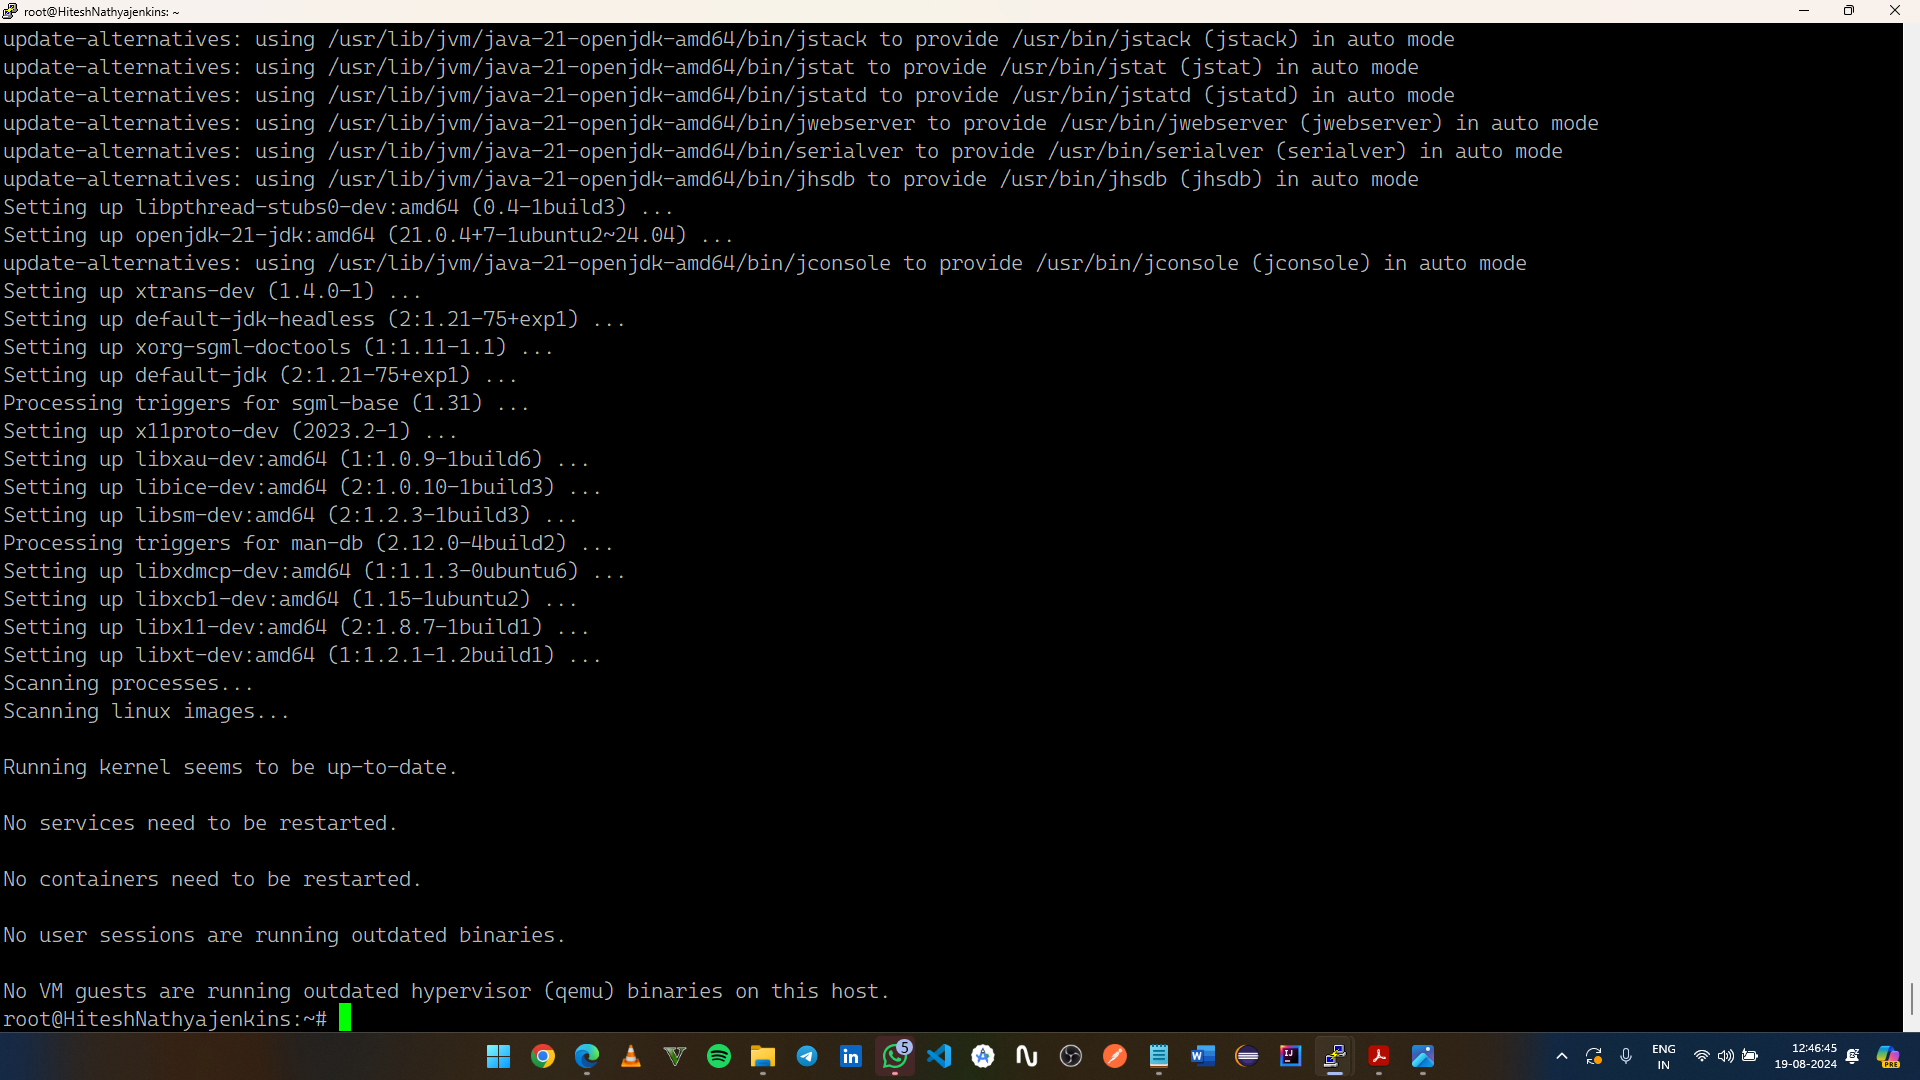 root@HiteshNathyajenkins: ~
update-alternatives: using /usr/lib/jvm/java-21-openjdk-amd64/bin/jstack to provide /usr/bin/jstack (jstack) in auto mode
update-alternatives: using /usr/lib/jvm/java-21-openjdk-amd64/bin/jstat to provide /usr/bin/jstat (jstat) in auto mode
update-alternatives: using /usr/lib/jvm/java-21-openjdk-amd64/bin/jstatd to provide /usr/bin/jstatd (jstatd) in auto mode
update-alternatives: using /usr/lib/jvm/java-21-openjdk-amd64/bin/jwebserver to provide /usr/bin/jwebserver (jwebserver) in auto mode
update-alternatives: using /usr/lib/jvm/java-21-openjdk-amd64/bin/serialver to provide /usr/bin/serialver (serialver) in auto mode
update-alternatives: using /usr/lib/jvm/java-21-openjdk-amd64/bin/jhsdb to provide /usr/bin/jhsdb (jhsdb) in auto mode
Setting up libpthread-stubs0-dev:amd64 (0.4-1build3) ...
Setting up openjdk-21-jdk:amd64 (21.0.4+7-1ubuntu2~24.04) ...
update-alternatives: using /usr/lib/jvm/java-21-openjdk-amd64/bin/jconsole to provide /usr/bin/jconsole (jconsole) in auto mode
Setting up xtrans-dev (1.4.0-1) ...
Setting up default-jdk-headless (2:1.21-75+exp1) ...
Setting up xorg-sgml-doctools (1:1.11-1.1) ...
Setting up default-jdk (2:1.21-75+exp1) ...
Processing triggers for sgml-base (1.31) ...
Setting up x11proto-dev (2023.2-1) ...
Setting up libxau-dev:amd64 (1:1.0.9-1build6) ...
Setting up libice-dev:amd64 (2:1.0.10-1build3) ...
Setting up libsm-dev:amd64 (2:1.2.3-1build3) ...
Processing triggers for man-db (2.12.0-4build2) ...
Setting up libxdmcp-dev:amd64 (1:1.1.3-0ubuntu6) ...
Setting up libxcb1-dev:amd64 (1.15-1ubuntu2) ...
Setting up libx11-dev:amd64 (2:1.8.7-1build1) ...
Setting up libxt-dev:amd64 (1:1.2.1-1.2build1) ...
Scanning processes...
Scanning linux images...
Running kernel seems to be up-to-date.
No services need to be restarted.
No containers need to be restarted.
No user sessions are running outdated binaries.
No VM guests are running outdated hypervisor (qemu) binaries on this host.
root@HiteshNathyajenkins:~#
5
ENG
IN
12:46:45
19-08-2024